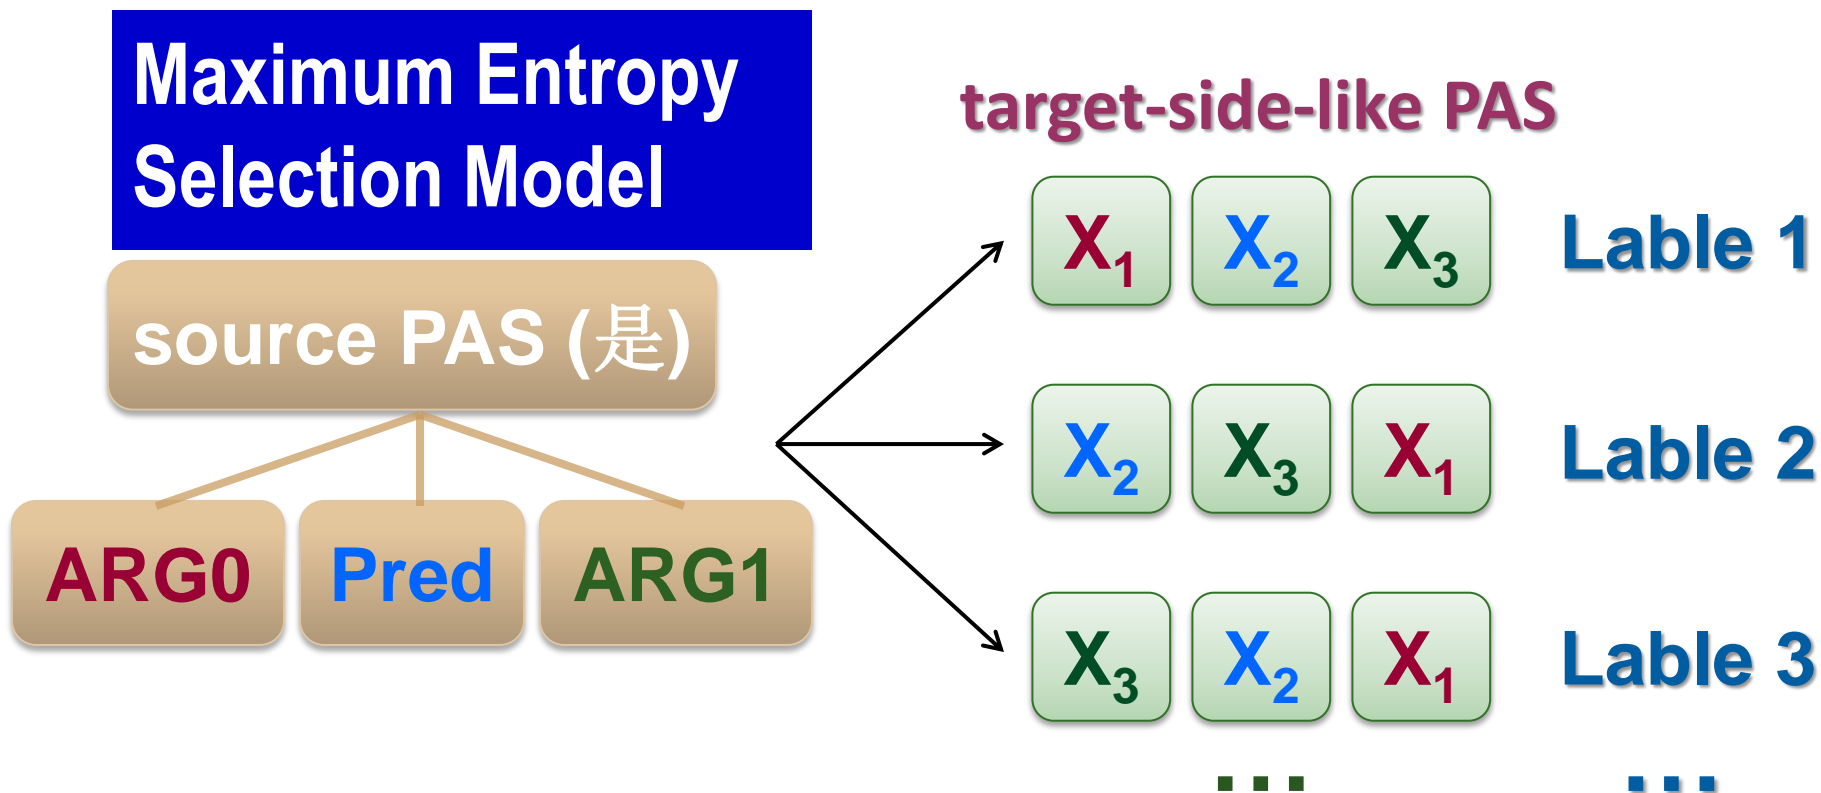 Maximum Entropy
Selection Model
target-side-like PAS
source PAS (是)
ARG0 Pred ARG1
X1 X2 X3 Lable 1
X2 X3 X1 Lable 2
X3 X2 X1 Lable 3
... ...